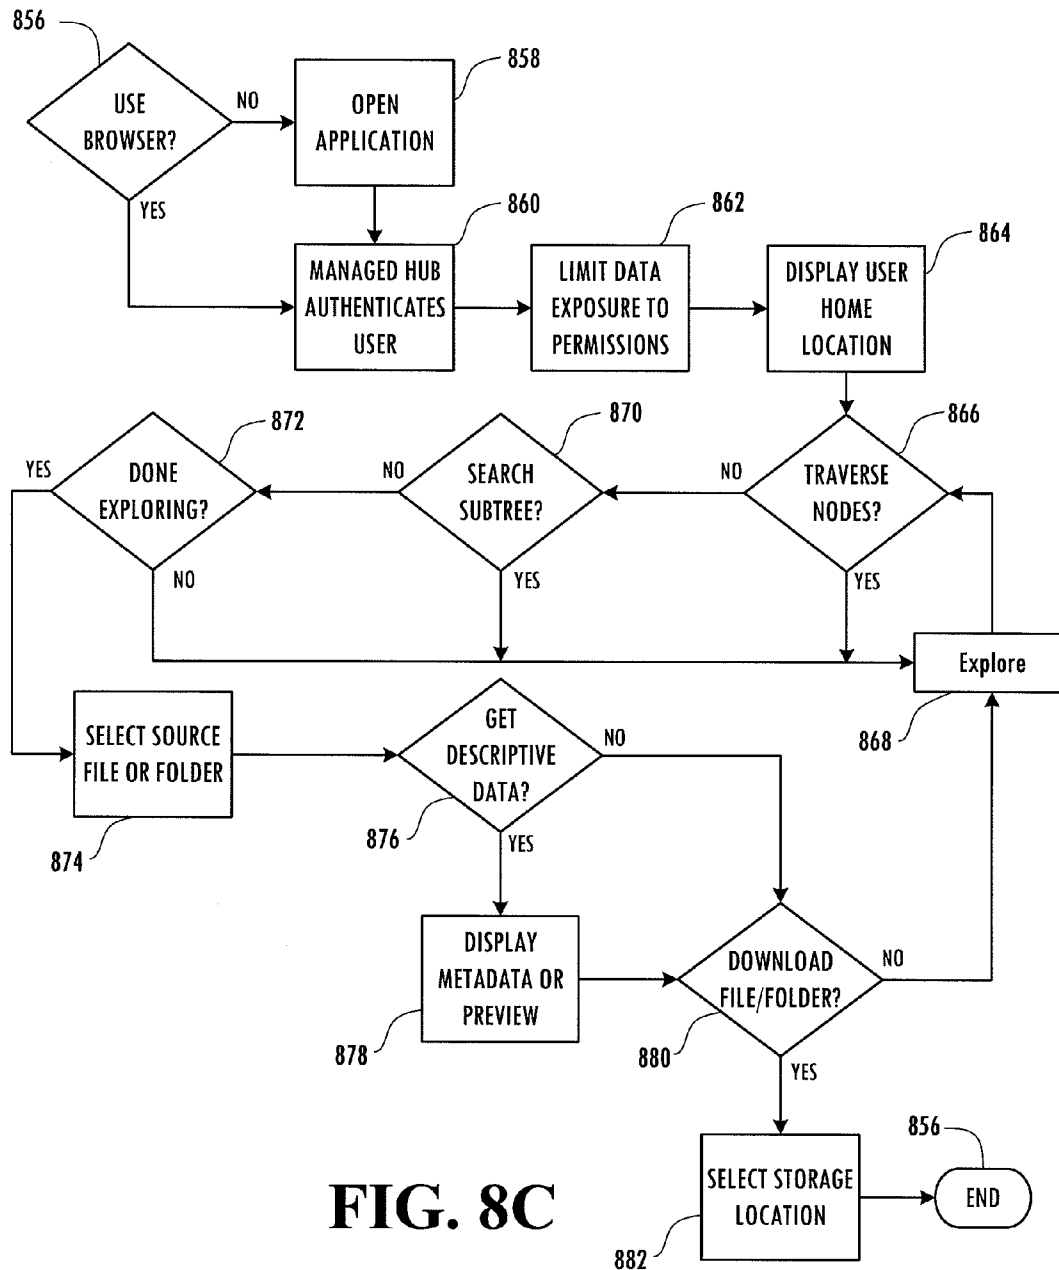 856
USE
BROWSER?
NO
YES
OPEN
APPLICATION
858
MANAGED HUB
AUTHENTICATES
USER
860
LIMIT DATA
EXPOSURE TO
PERMISSIONS
862
DISPLAY USER
HOME
LOCATION
864
TRAVERSE
NODES?
866
NO
YES
SEARCH
SUBTREE?
870
NO
YES
DONE
EXPLORING?
872
YES
NO
Explore
868
SELECT SOURCE
FILE OR FOLDER
874
GET
DESCRIPTIVE
DATA?
876
NO
YES
DISPLAY
METADATA OR
PREVIEW
878
DOWNLOAD
FILE/FOLDER?
880
NO
YES
SELECT STORAGE
LOCATION
882
856
END
FIG. 8C